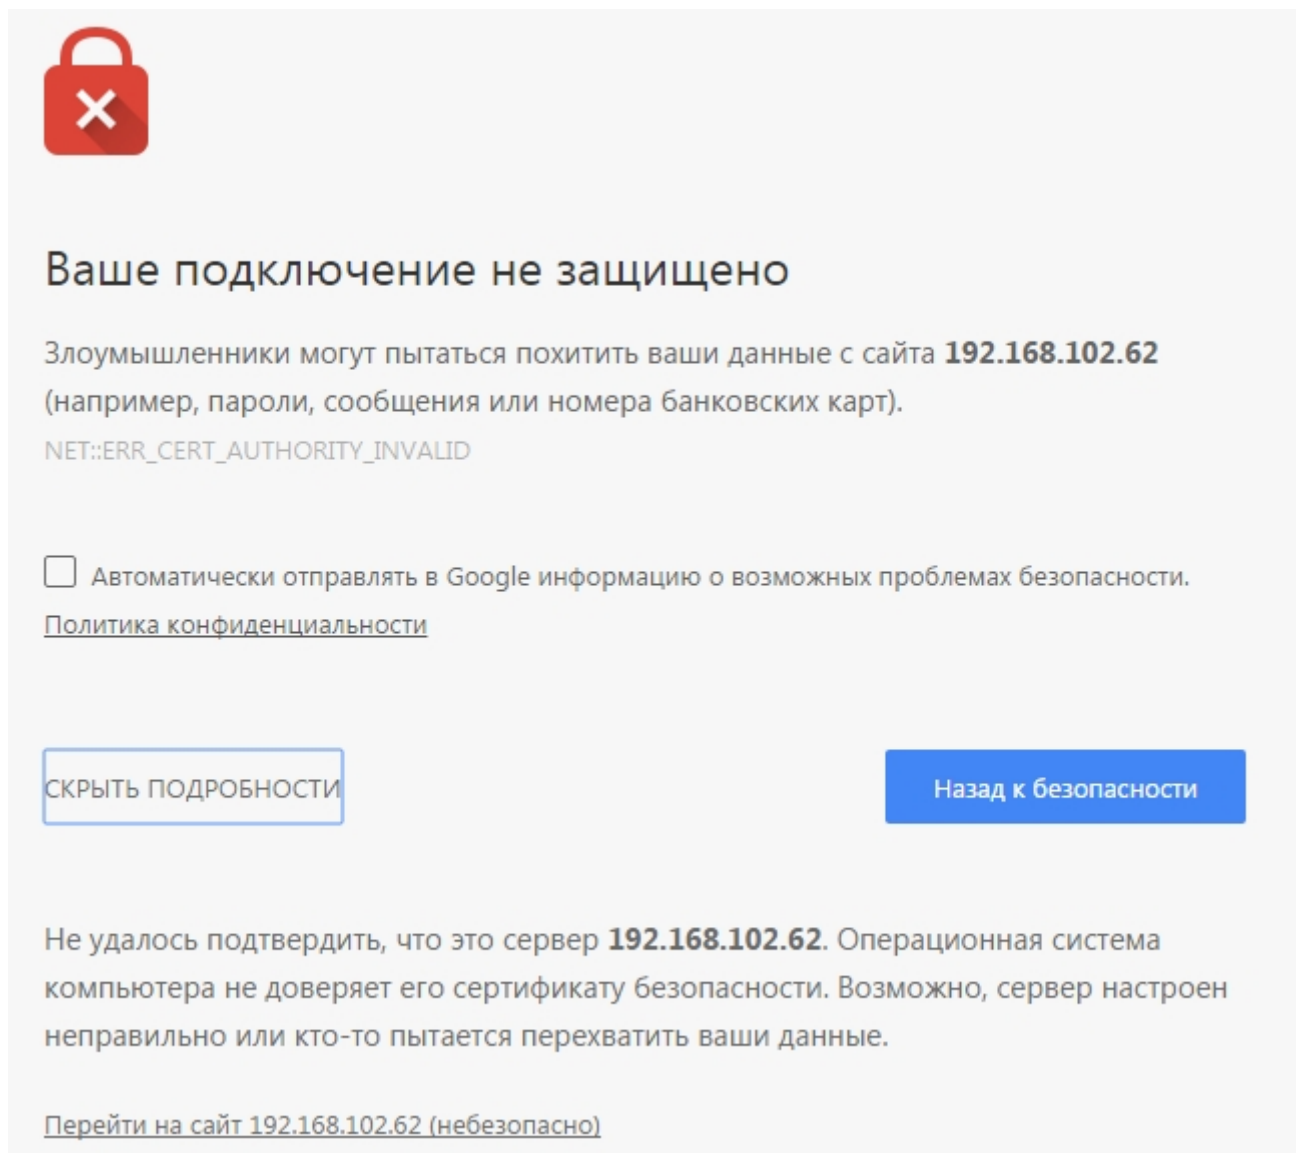 Ваше подключение не защищено
Злоумышленники могут пытаться похитить ваши данные с сайта 192.168.102.62
(например, пароли, сообщения или номера банковских карт).
NET::ERR_CERT_AUTHORITY_INVALID
Автоматически отправлять в Google информацию о возможных проблемах безопасности.
Политика конфиденциальности
СКРЫТЬ ПОДРОБНОСТИ
Назад к безопасности
Не удалось подтвердить, что это сервер 192.168.102.62. Операционная система
компьютера не доверяет его сертификату безопасности. Возможно, сервер настроен
неправильно или кто-то пытается перехватить ваши данные.
Перейти на сайт 192.168.102.62 (небезопасно)